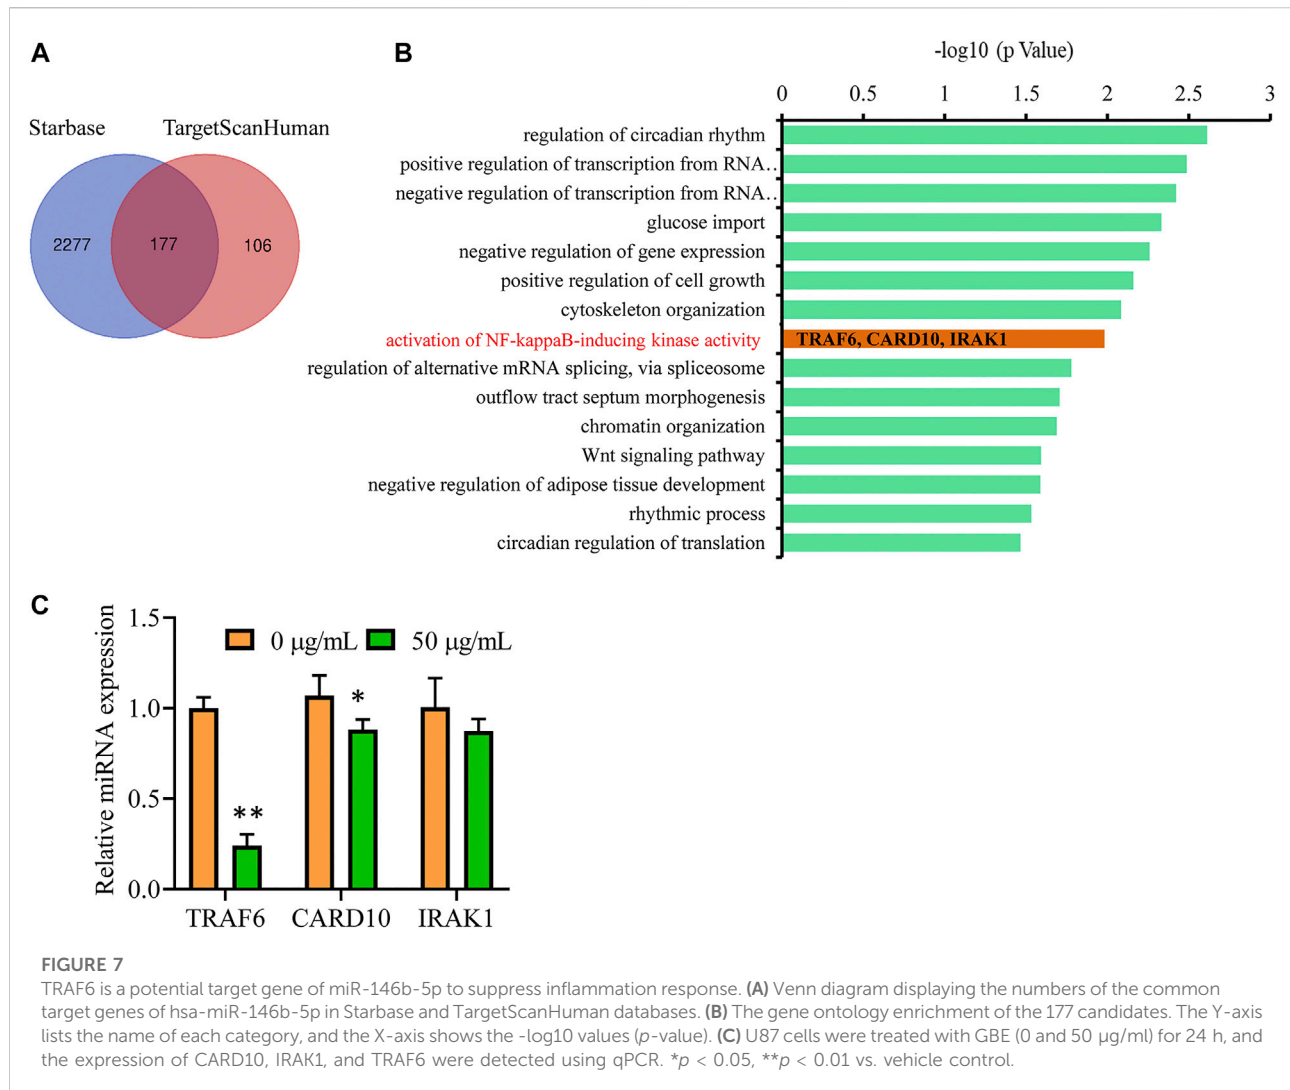 A
Starbase
TargetScanHuman
2277
177
106
B
-log10 (p Value)
0 0.5 1 1.5 2 2.5 3
regulation of circadian rhythm
positive regulation of transcription from RNA..
negative regulation of transcription from RNA..
glucose import
negative regulation of gene expression
positive regulation of cell growth
cytoskeleton organization
activation of NF-kappaB-inducing kinase activity
TRAF6, CARD10, IRAK1
regulation of alternative mRNA splicing, via spliceosome
outflow tract septum morphogenesis
chromatin organization
Wnt signaling pathway
negative regulation of adipose tissue development
rhythmic process
circadian regulation of translation
C
Relative miRNA expression
1.5
1.0
0.5
0.0
0 μg/mL
50 μg/mL
**
*
TRAF6 CARD10 IRAK1
FIGURE 7
TRAF6 is a potential target gene of miR-146b-5p to suppress inflammation response. (A) Venn diagram displaying the numbers of the common
target genes of hsa-miR-146b-5p in Starbase and TargetScanHuman databases. (B) The gene ontology enrichment of the 177 candidates. The Y-axis
lists the name of each category, and the X-axis shows the -log10 values (p-value). (C) U87 cells were treated with GBE (0 and 50 μg/ml) for 24 h, and
the expression of CARD10, IRAK1, and TRAF6 were detected using qPCR. *p < 0.05, **p < 0.01 vs. vehicle control.